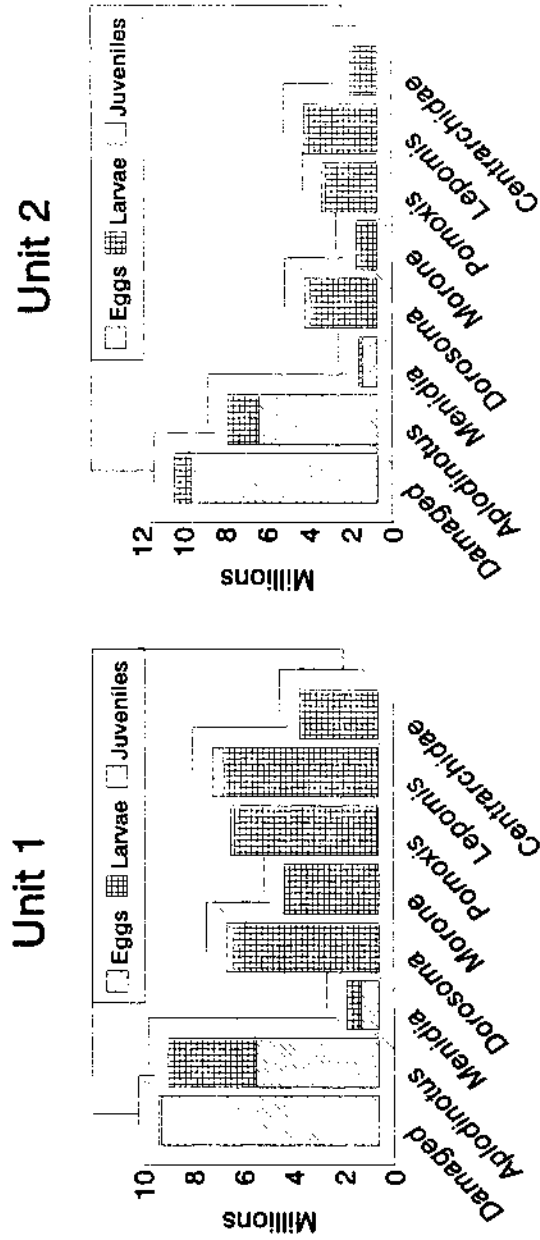 Unit 1
Eggs Larvae Juveniles
Millions
10
8
6
4
2
0
Damaged
Aplodinotus
Menidia
Dorosoma
Morone
Pomoxis
Lepomis
Centrarchidae
Unit 2
Eggs Larvae Juveniles
Millions
12
10
8
6
4
2
0
Damaged
Aplodinotus
Menidia
Dorosoma
Morone
Pomoxis
Lepomis
Centrarchidae